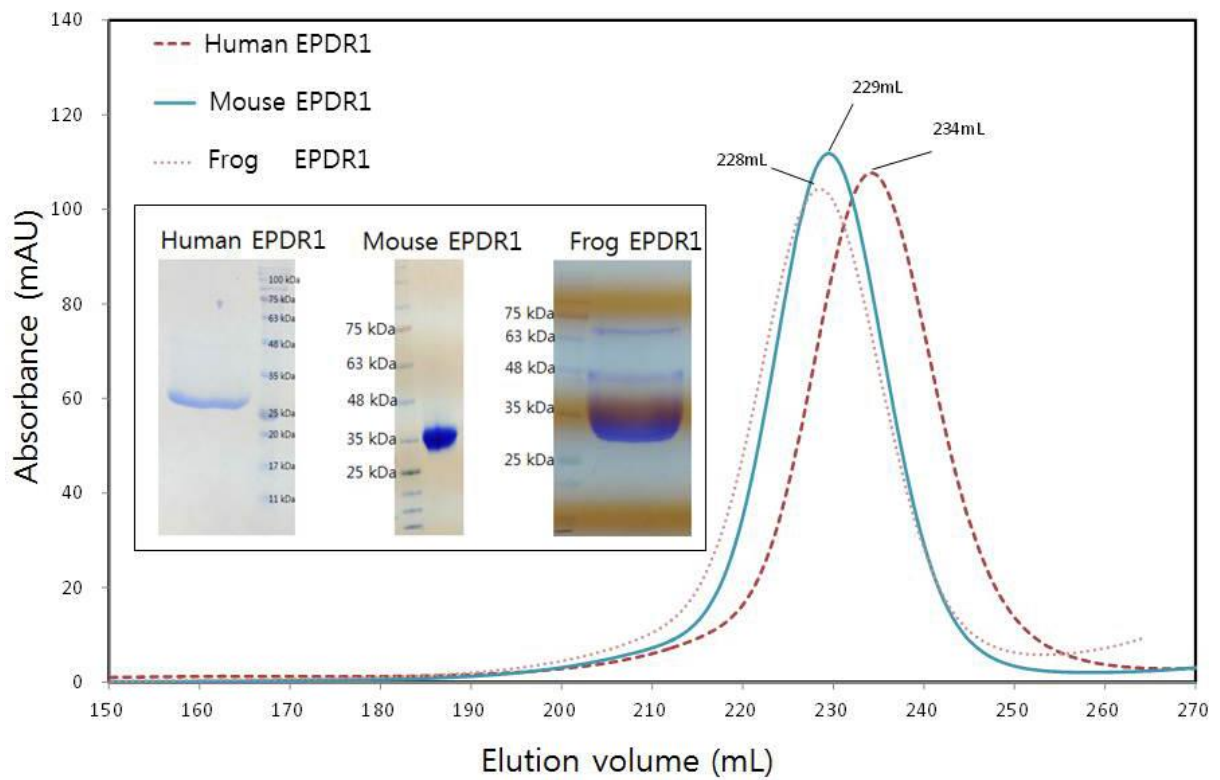 140
120
100
80
60
40
20
0
Absorbance (mAU)
Human EPDR1
Mouse EPDR1
Frog EPDR1
229mL
234mL
228mL
Human EPDR1
100 kDa
75 kDa
63 kDa
48 kDa
35 kDa
25 kDa
20 kDa
17 kDa
11 kDa
Mouse EPDR1
75 kDa
63 kDa
48 kDa
35 kDa
25 kDa
Frog EPDR1
75 kDa
63 kDa
48 kDa
35 kDa
25 kDa
150 160 170 180 190 200 210 220 230 240 250 260 270
Elution volume (mL)